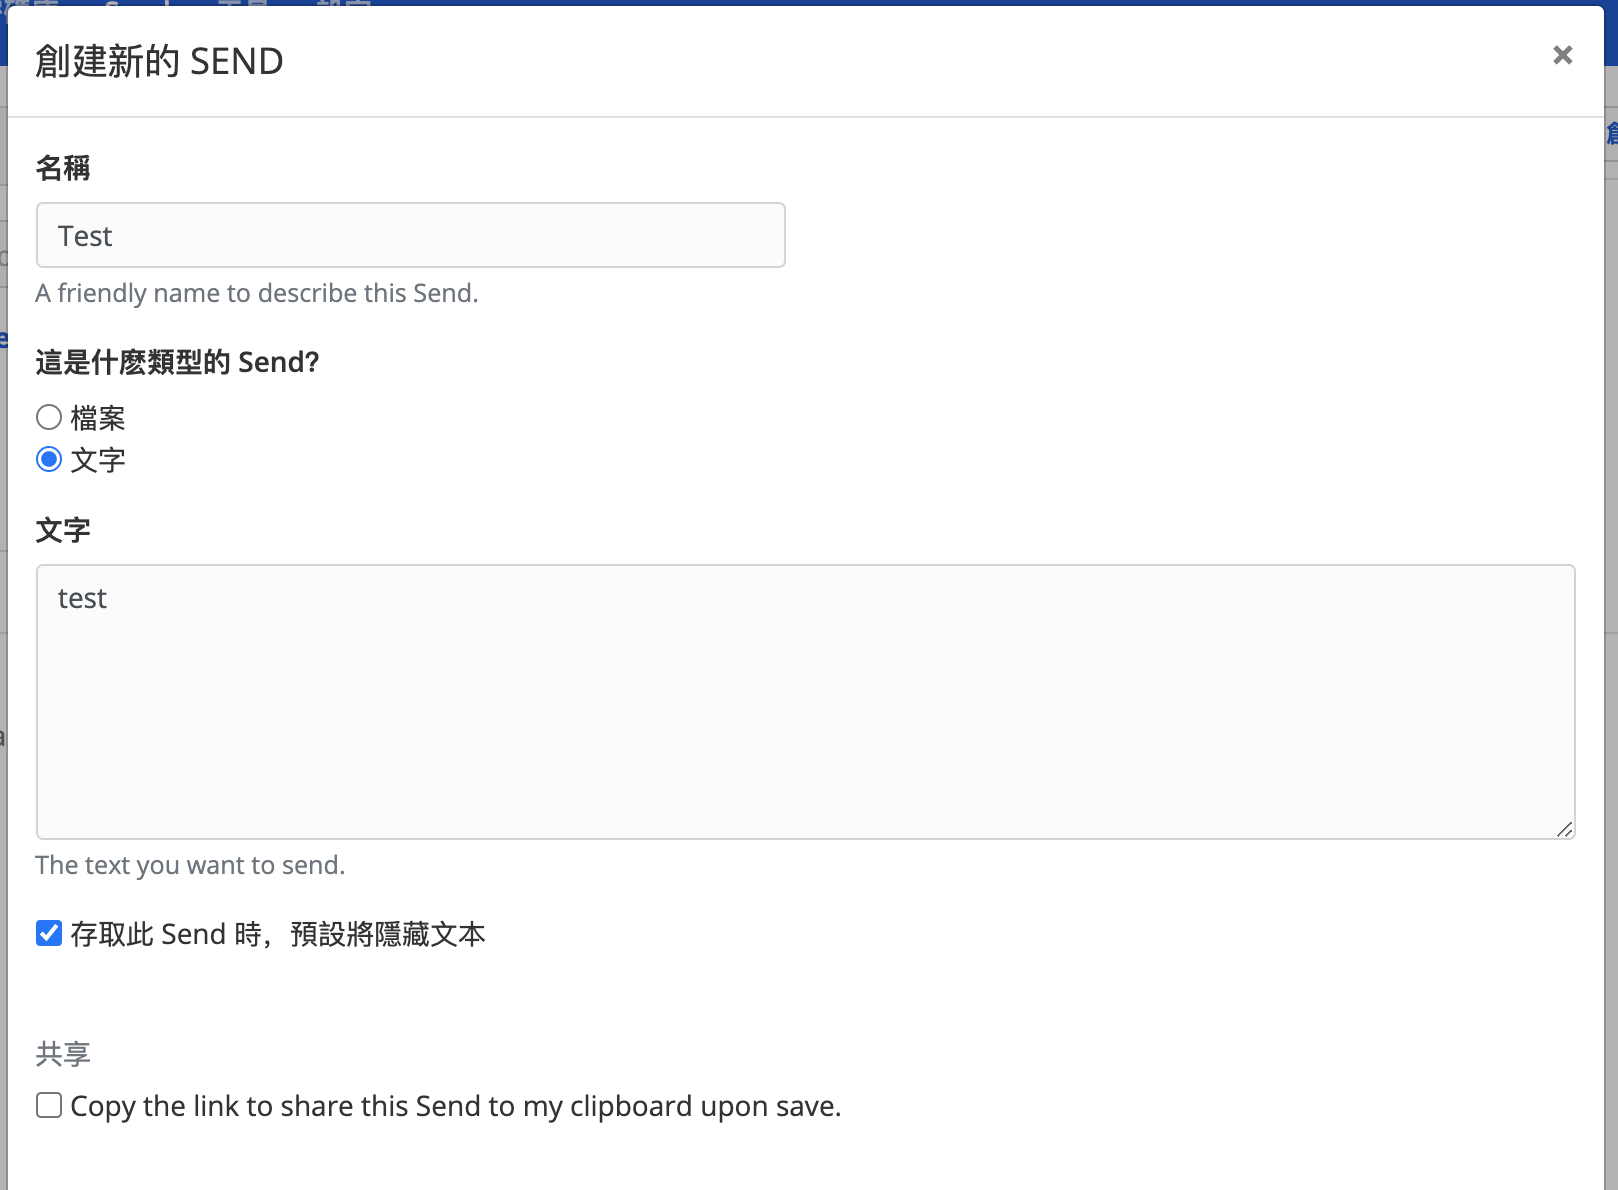 創建新的 SEND
名稱
Test
A friendly name to describe this Send.
這是什麼類型的 Send?
檔案
文字
文字
test
The text you want to send.
存取此 Send 時，預設將隱藏文本
共享
Copy the link to share this Send to my clipboard upon save.